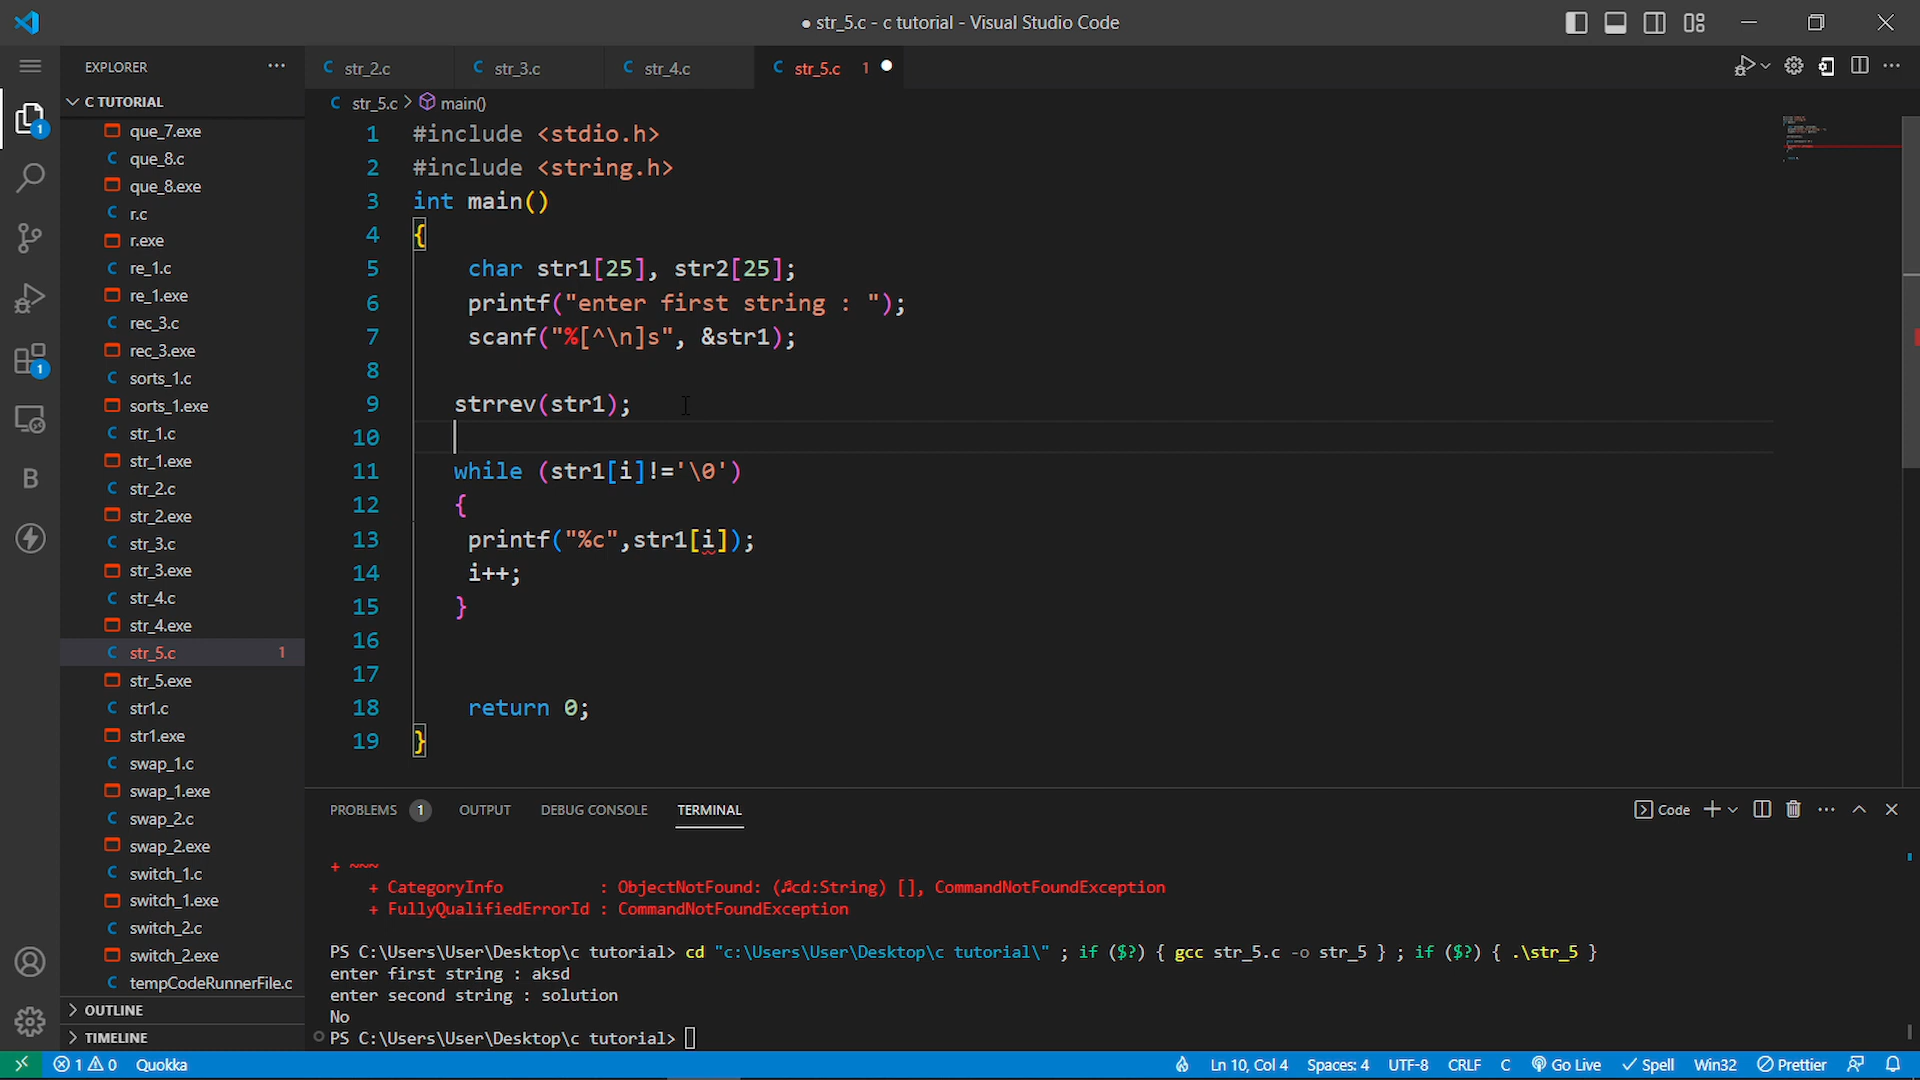 ● str_5.c - c tutorial - Visual Studio Code
EXPLORER
C TUTORIAL
que_7.exe
C que_8.c
que_8.exe
C r.c
r.exe
C re_1.c
re_1.exe
C rec_3.c
rec_3.exe
C sorts_1.c
sorts_1.exe
C str_1.c
str_1.exe
C str_2.c
str_2.exe
C str_3.c
str_3.exe
C str_4.c
str_4.exe
C str_5.c 1
str_5.exe
C str1.c
str1.exe
C swap_1.c
swap_1.exe
C swap_2.c
swap_2.exe
C switch_1.c
switch_1.exe
C switch_2.c
switch_2.exe
C tempCodeRunnerFile.c
OUTLINE
TIMELINE
1
1
B
C str_2.c C str_3.c C str_4.c C str_5.c 1 ●
C str_5.c > main()
1 #include <stdio.h>
2 #include <string.h>
3 int main()
4 {
5 char str1[25], str2[25];
6 printf("enter first string : ");
7 scanf("%[^\n]s", &str1);
8
9 strrev(str1);
10
11 while (str1[i]!='\0')
12 {
13 printf("%c",str1[i]);
14 i++;
15 }
16
17
18 return 0;
19 }
PROBLEMS 1 OUTPUT DEBUG CONSOLE TERMINAL Code
+ ~~~
+ CategoryInfo : ObjectNotFound: (♬cd:String) [], CommandNotFoundException
+ FullyQualifiedErrorId : CommandNotFoundException
PS C:\Users\User\Desktop\c tutorial> cd "c:\Users\User\Desktop\c tutorial\" ; if ($?) { gcc str_5.c -o str_5 } ; if ($?) { .\str_5 }
enter first string : aksd
enter second string : solution
No
PS C:\Users\User\Desktop\c tutorial>
1 0 Quokka Ln 10, Col 4 Spaces: 4 UTF-8 CRLF C Go Live Spell Win32 Prettier